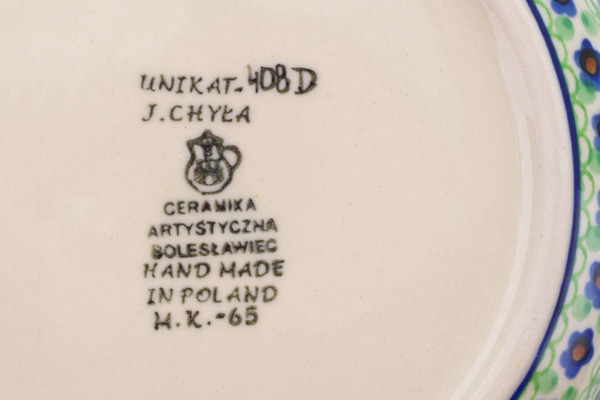 UNIKAT-408D
J.CHYŁA
CERAMIKA
ARTYSTYCZNA
BOLESŁAWIEC
HAND MADE
IN POLAND
M.K.-65